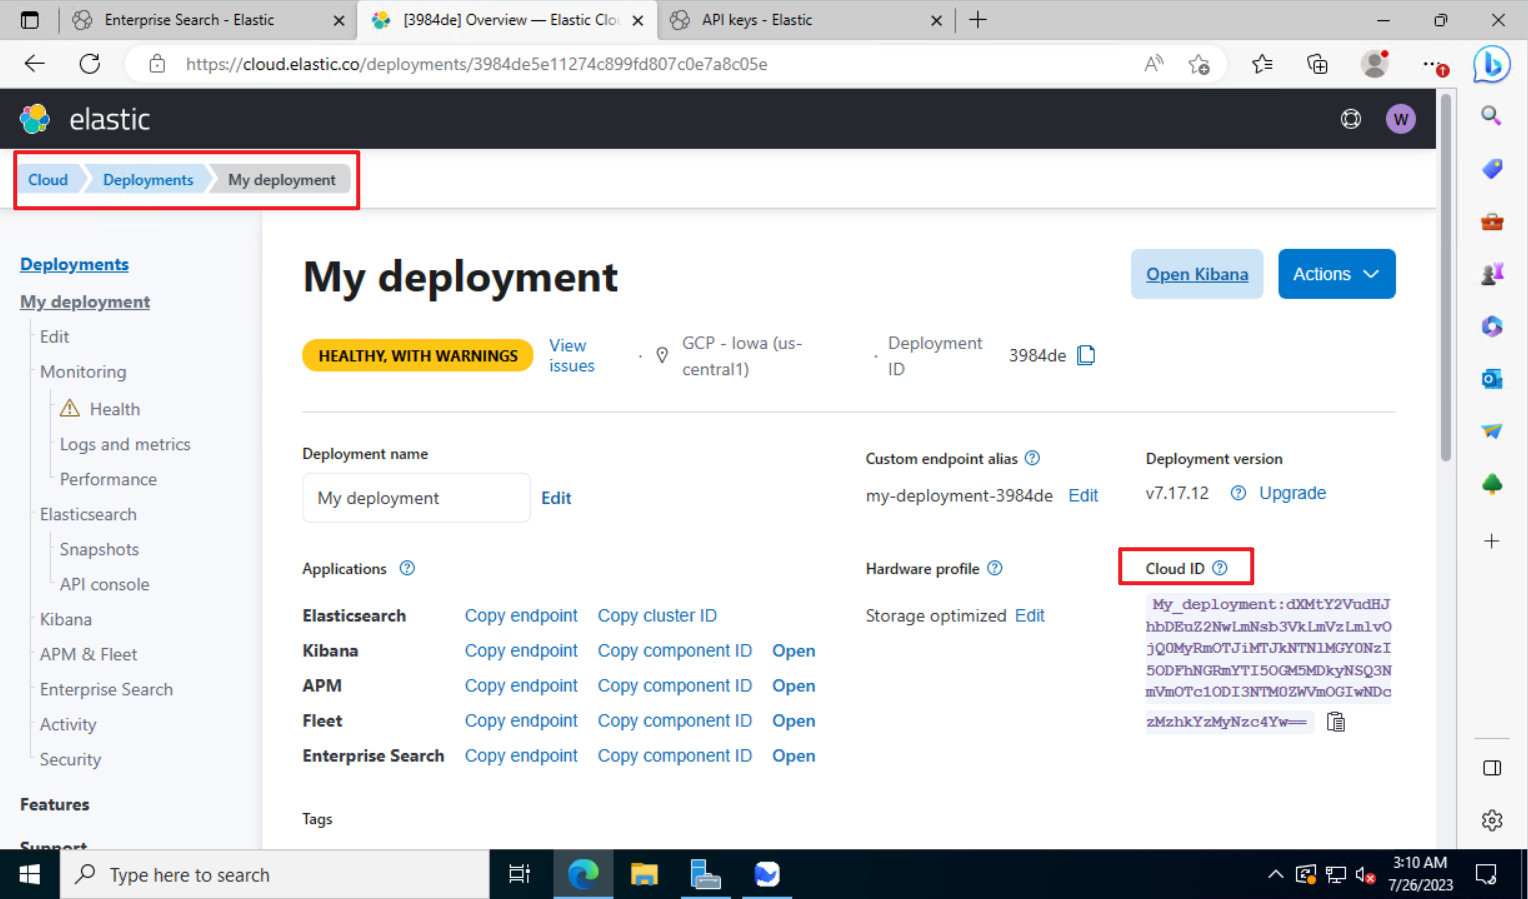 Enterprise Search - Elastic
[3984de] Overview — Elastic Clo
API keys - Elastic
https://cloud.elastic.co/deployments/3984de5e11274c899fd807c0e7a8c05e
elastic
W
Cloud
Deployments
My deployment
Deployments
My deployment
Edit
Monitoring
Health
Logs and metrics
Performance
Elasticsearch
Snapshots
API console
Kibana
APM & Fleet
Enterprise Search
Activity
Security
Features
Support
My deployment
Open Kibana
Actions
HEALTHY, WITH WARNINGS
View
issues
GCP - Iowa (us-
central1)
Deployment
ID
3984de
Deployment name
My deployment
Edit
Custom endpoint alias
my-deployment-3984de Edit
Deployment version
v7.17.12 Upgrade
Applications
Elasticsearch Copy endpoint Copy cluster ID
Kibana Copy endpoint Copy component ID Open
APM Copy endpoint Copy component ID Open
Fleet Copy endpoint Copy component ID Open
Enterprise Search Copy endpoint Copy component ID Open
Hardware profile
Storage optimized Edit
Cloud ID
My_deployment:dXMtY2VudHJ
hbDEuZ2NwLmNsb3VkLmVzLmlvO
jQ0MyRmOTJiMTJkNTNlMGY0NzI
5ODFhNGRmYTI5OGM5MDkyNSQ3N
mVmOTc1ODI3NTM0ZWVmOGIwNDc
zMzhkYzMyNzc4Yw==
Tags
Type here to search
3:10 AM
7/26/2023